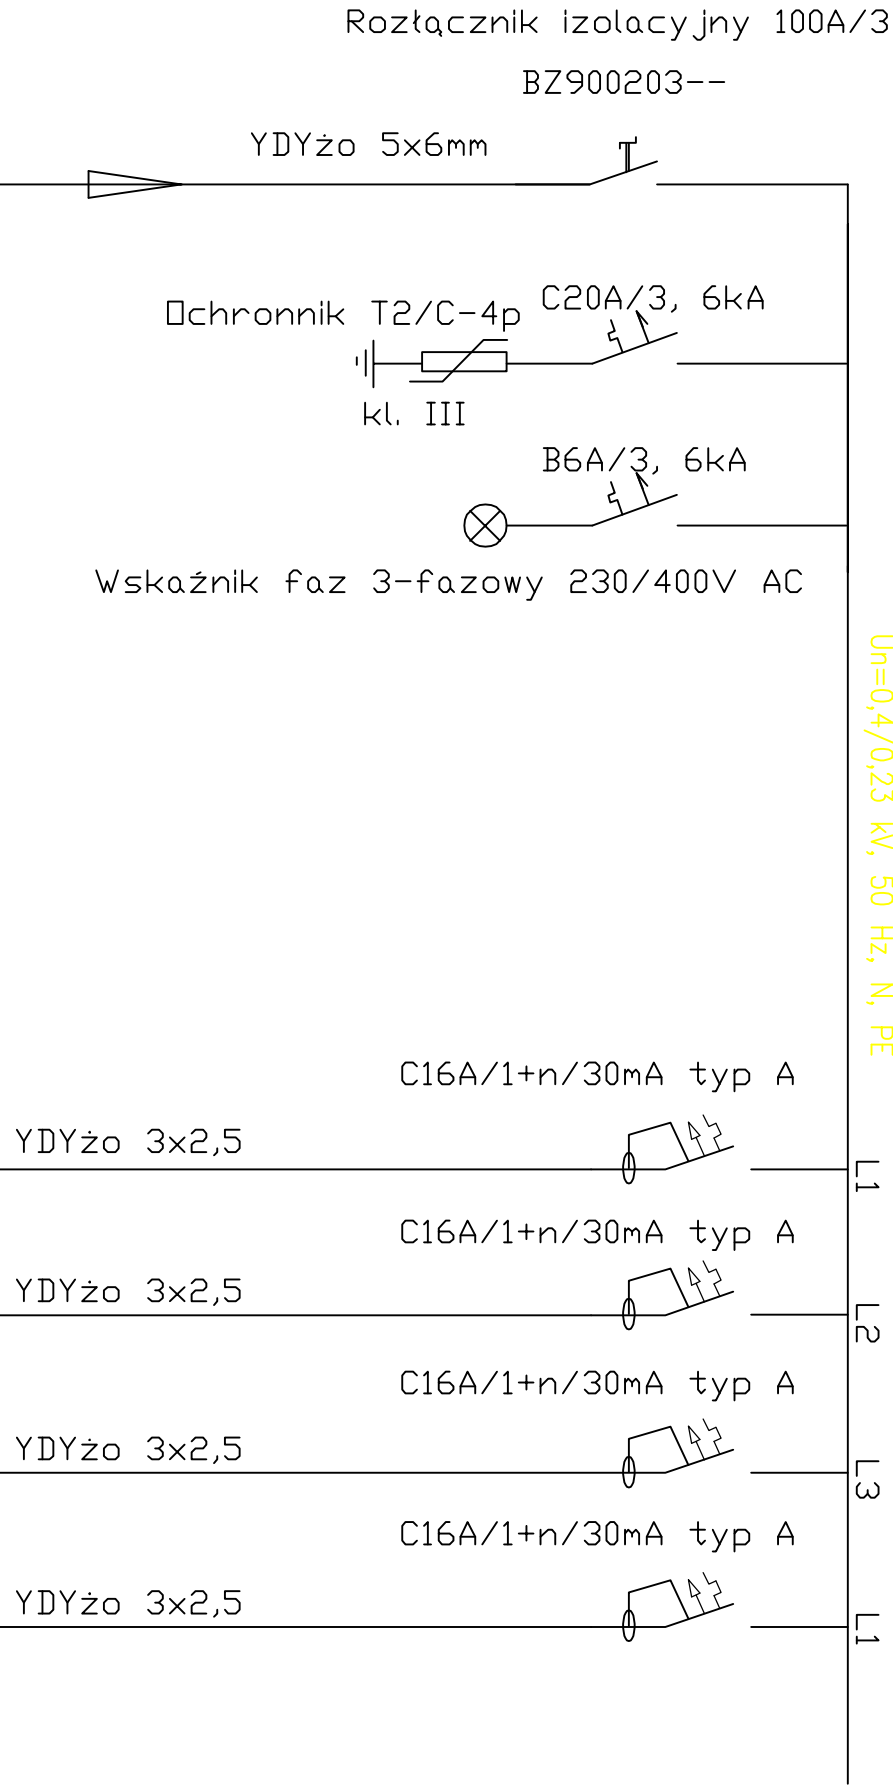 Rozłącznik izolacyjny 100A/3
BZ900203--
YDYżo 5x6mm
Ochronnik T2/C-4p
C20A/3, 6kA
kl. III
B6A/3, 6kA
Wskaźnik faz 3-fazowy 230/400V AC
Un=0,4/0,23 kV, 50 Hz, N, PE
C16A/1+n/30mA typ A
YDYżo 3x2,5
L1
C16A/1+n/30mA typ A
YDYżo 3x2,5
L2
C16A/1+n/30mA typ A
YDYżo 3x2,5
L3
C16A/1+n/30mA typ A
YDYżo 3x2,5
L1